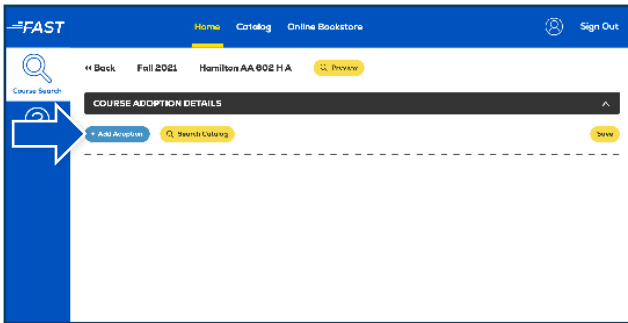 FAST
Home Catalog Online Bookstore Sign Out
Course Search
‹‹ Back Fall 2021 Hamilton AA 602 H A Preview
COURSE ADOPTION DETAILS
+ Add Adoption Search Catalog Save